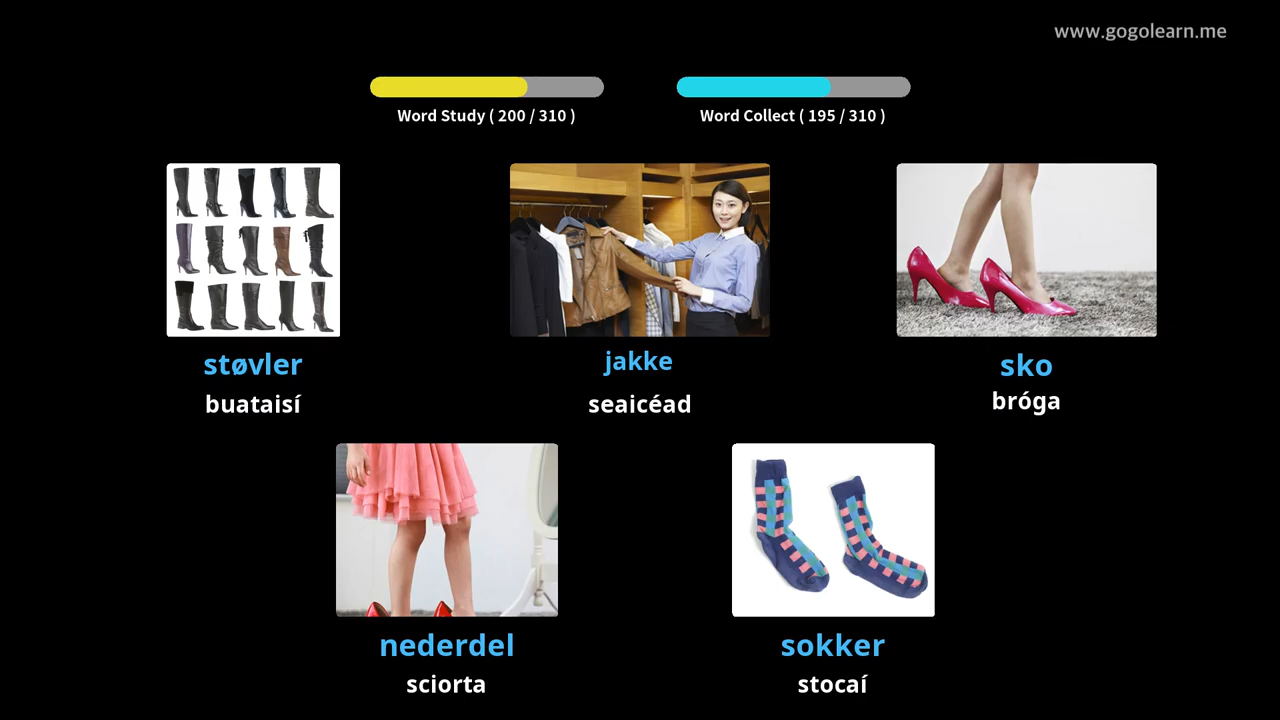 www.gogolearn.me
Word Study ( 200 / 310 )
Word Collect ( 195 / 310 )
støvler
jakke
sko
buataisí
seaicéad
bróga
nederdel
sokker
sciorta
stocaí